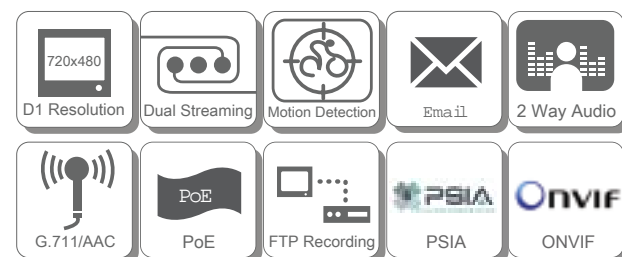 720x480
D1 Resolution
Dual Streaming
Motion Detection
Email
2 Way Audio
G.711/AAC
PoE
PoE
FTP Recording
PSIA
PSIA
Onvif
ONVIF